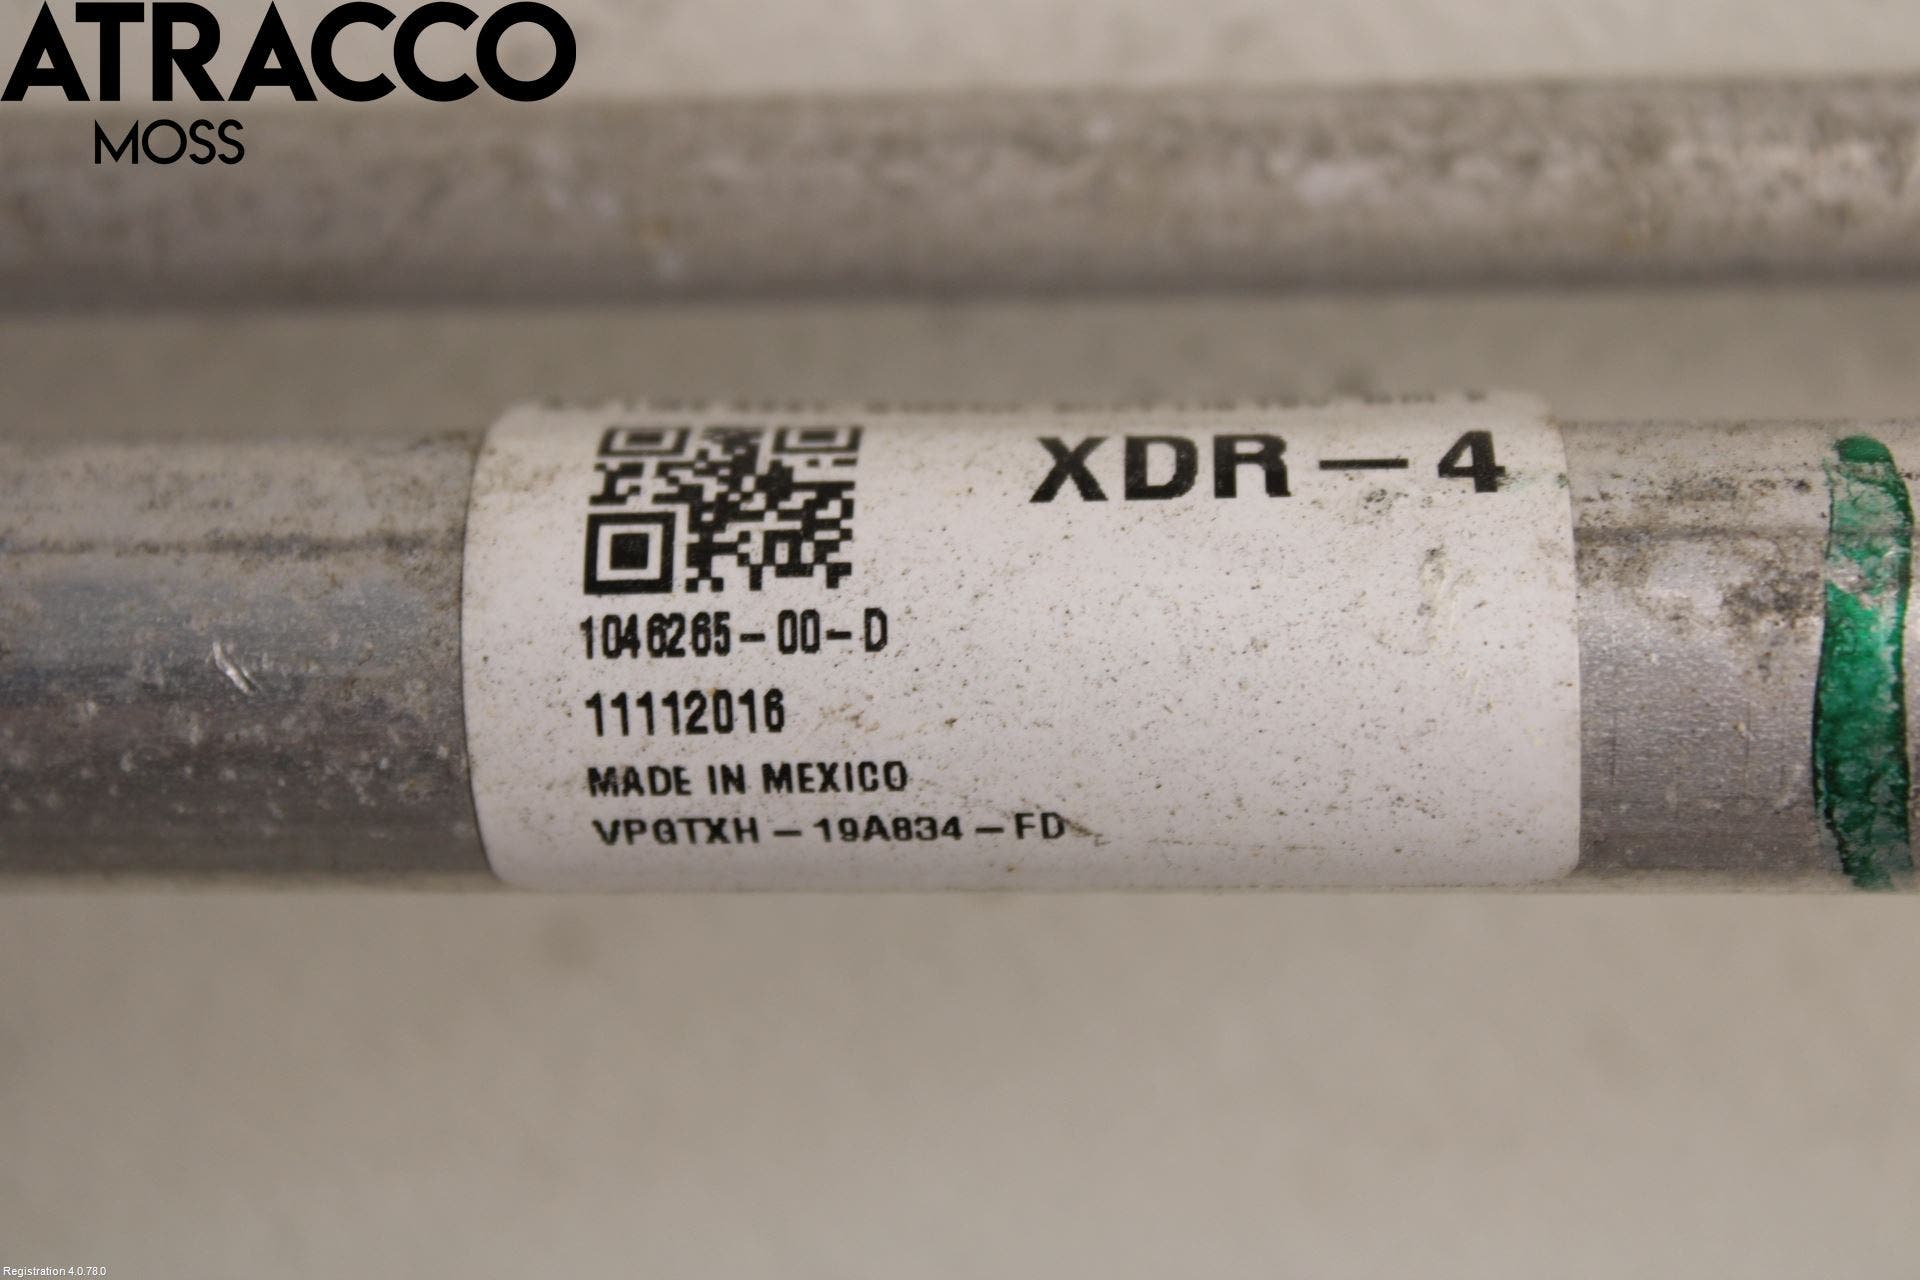 ATRACCO
MOSS
XDR-4
1046265-00-D
11112016
MADE IN MEXICO
VPGTXH-19A834-FD
Registration 4.0.78.0